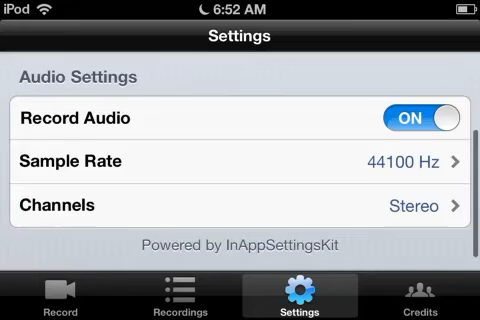 iPod 6:52 AM
Settings
Audio Settings
Record Audio ON
Sample Rate 44100 Hz
Channels Stereo
Powered by InAppSettingsKit
Record Recordings Settings Credits